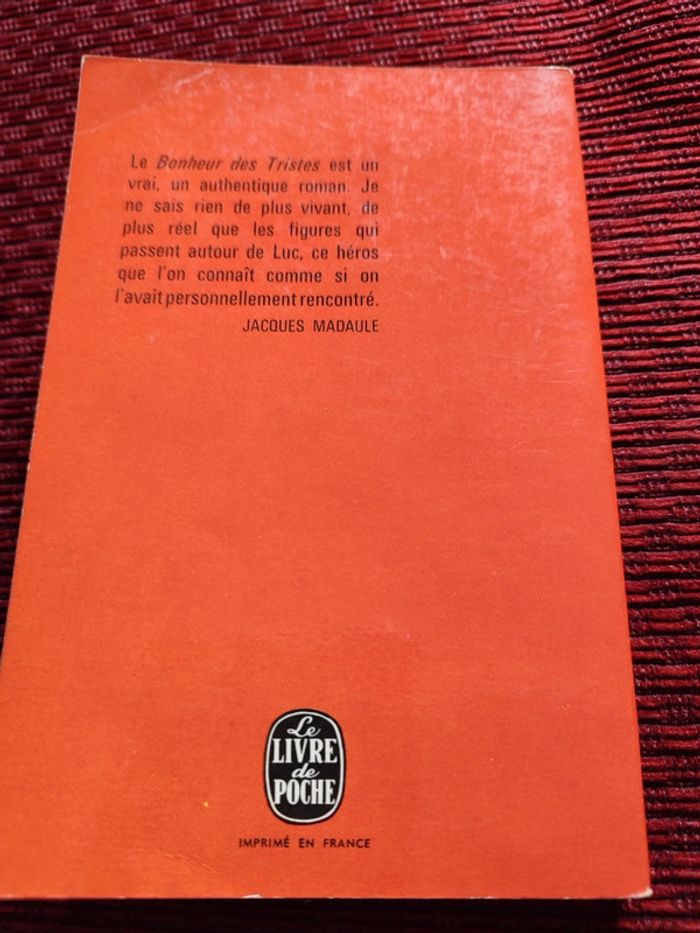 Le Bonheur des Tristes est un
vrai, un authentique roman. Je
ne sais rien de plus vivant, de
plus réel que les figures qui
passent autour de Luc, ce héros
que l'on connaît comme si on
l'avait personnellement rencontré.
JACQUES MADAULE
Le
LIVRE
de
POCHE
IMPRIMÉ EN FRANCE